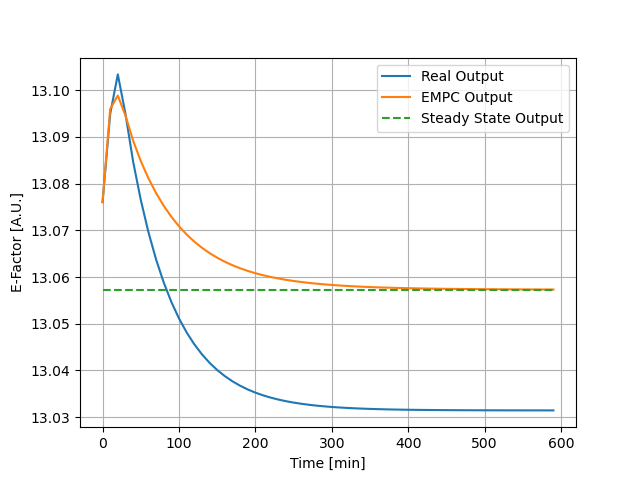 Real Output
EMPC Output
Steady State Output
E-Factor [A.U.]
13.10
13.09
13.08
13.07
13.06
13.05
13.04
13.03
0 100 200 300 400 500 600
Time [min]